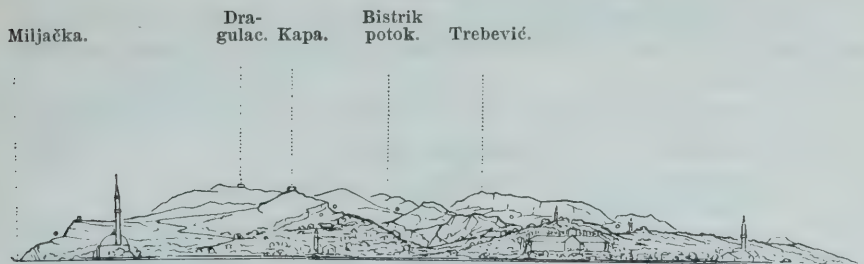 Miljačka.
Dra-
gulac.
Kapa.
Bistrik
potok.
Trebević.